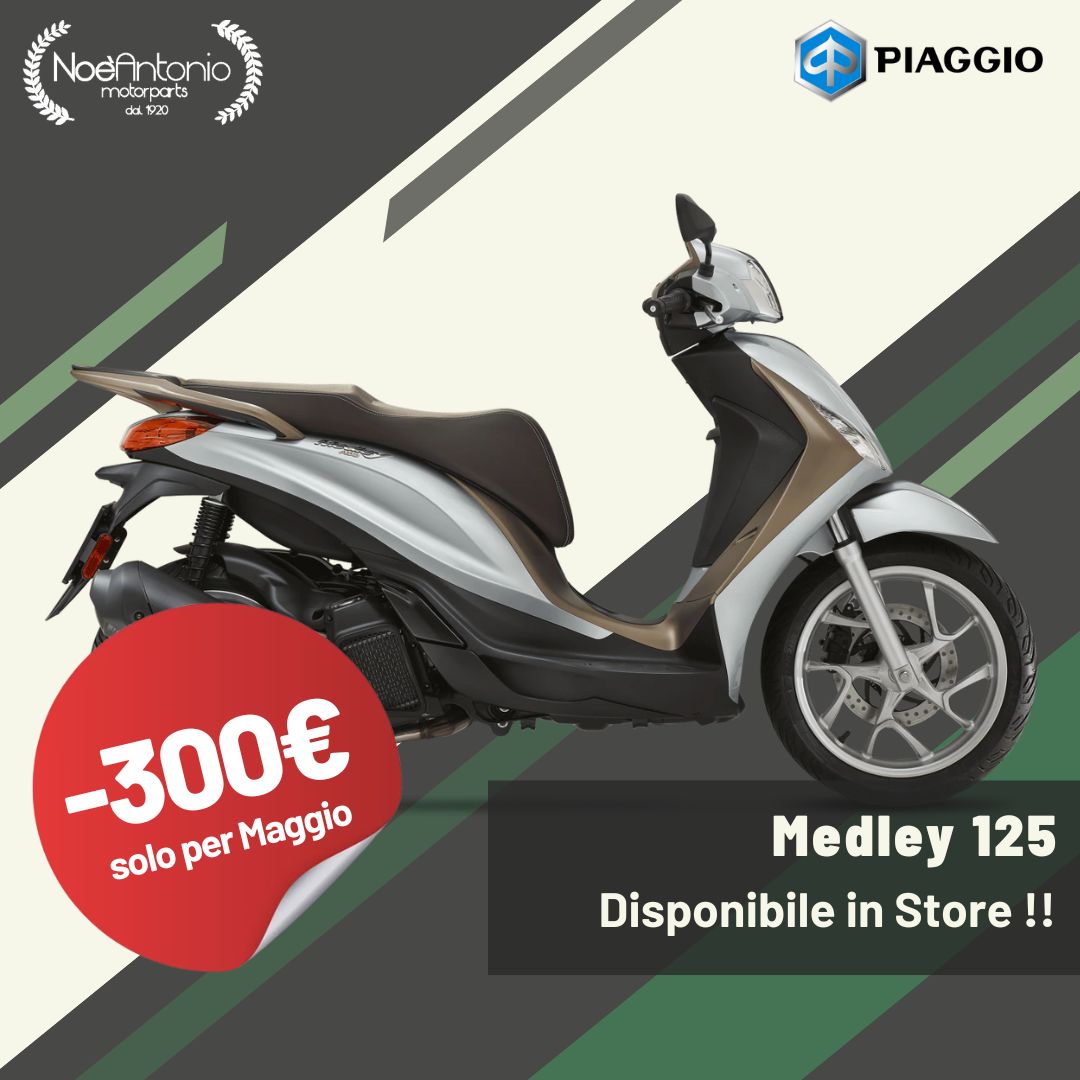 NoèAntonio
motorparts
dal 1920
PIAGGIO
-300€
solo per Maggio
Medley 125
Disponibile in Store !!